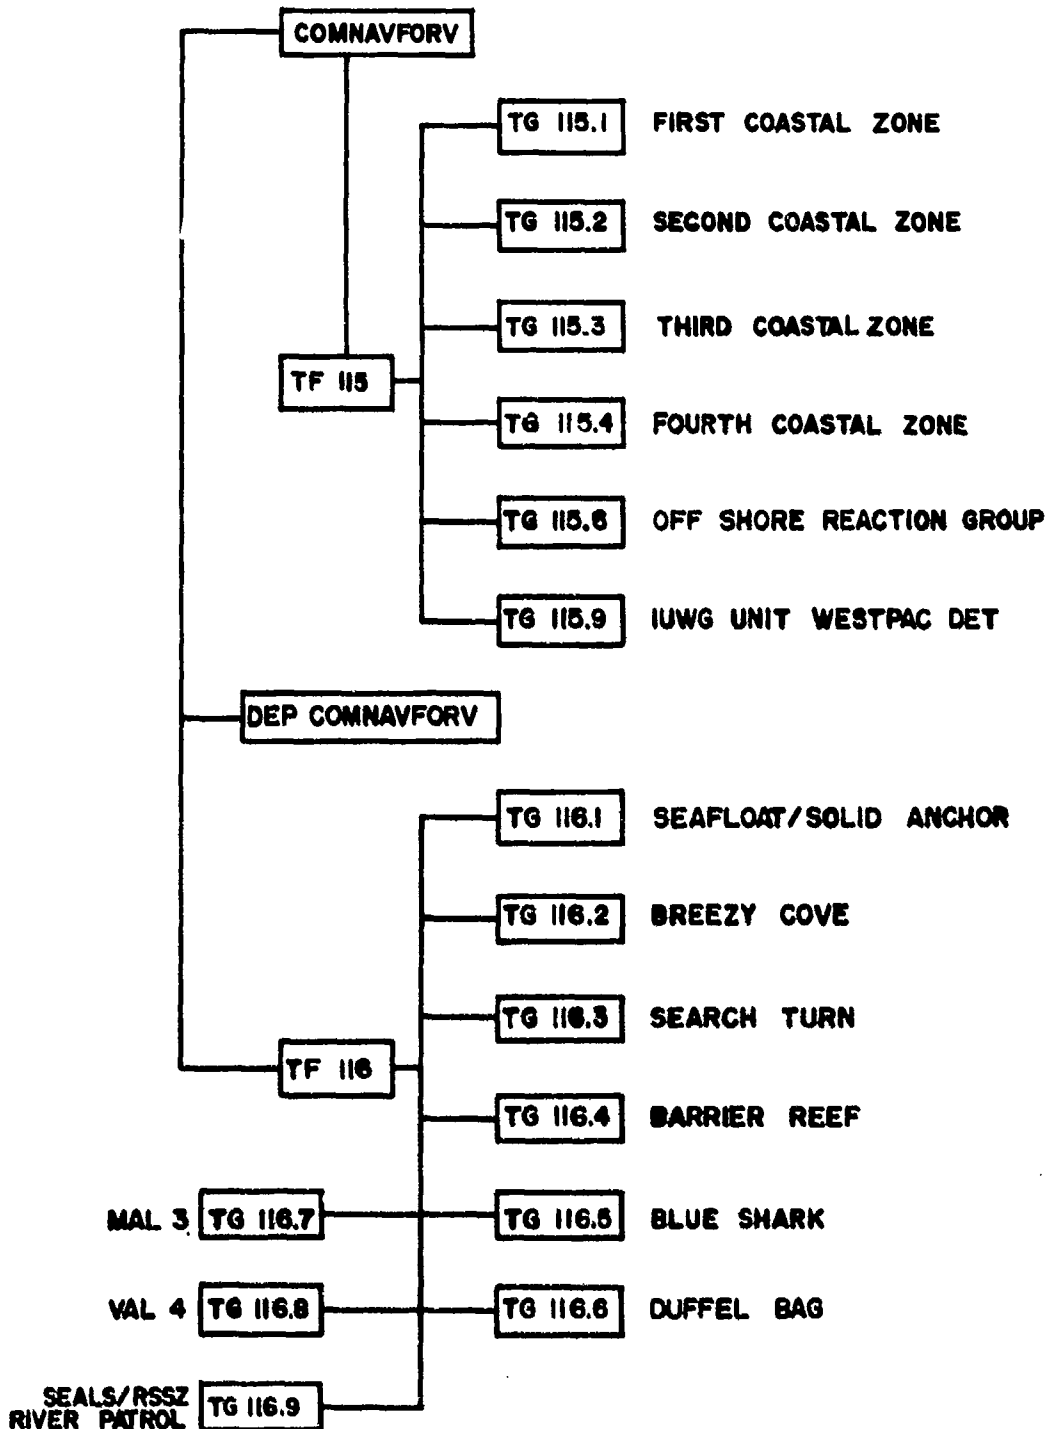 COMNAVFORV
TG 115.1 FIRST COASTAL ZONE
TG 115.2 SECOND COASTAL ZONE
TG 115.3 THIRD COASTAL ZONE
TF 115
TG 115.4 FOURTH COASTAL ZONE
TG 115.6 OFF SHORE REACTION GROUP
TG 115.9 IUWG UNIT WESTPAC DET
DEP COMNAVFORV
TG 116.1 SEAFLOAT/SOLID ANCHOR
TG 116.2 BREEZY COVE
TG 116.3 SEARCH TURN
TF 116
TG 116.4 BARRIER REEF
MAL 3 TG 116.7 TG 116.5 BLUE SHARK
VAL 4 TG 116.8 TG 116.6 DUFFEL BAG
SEALS/RSSZ
RIVER PATROL TG 116.9